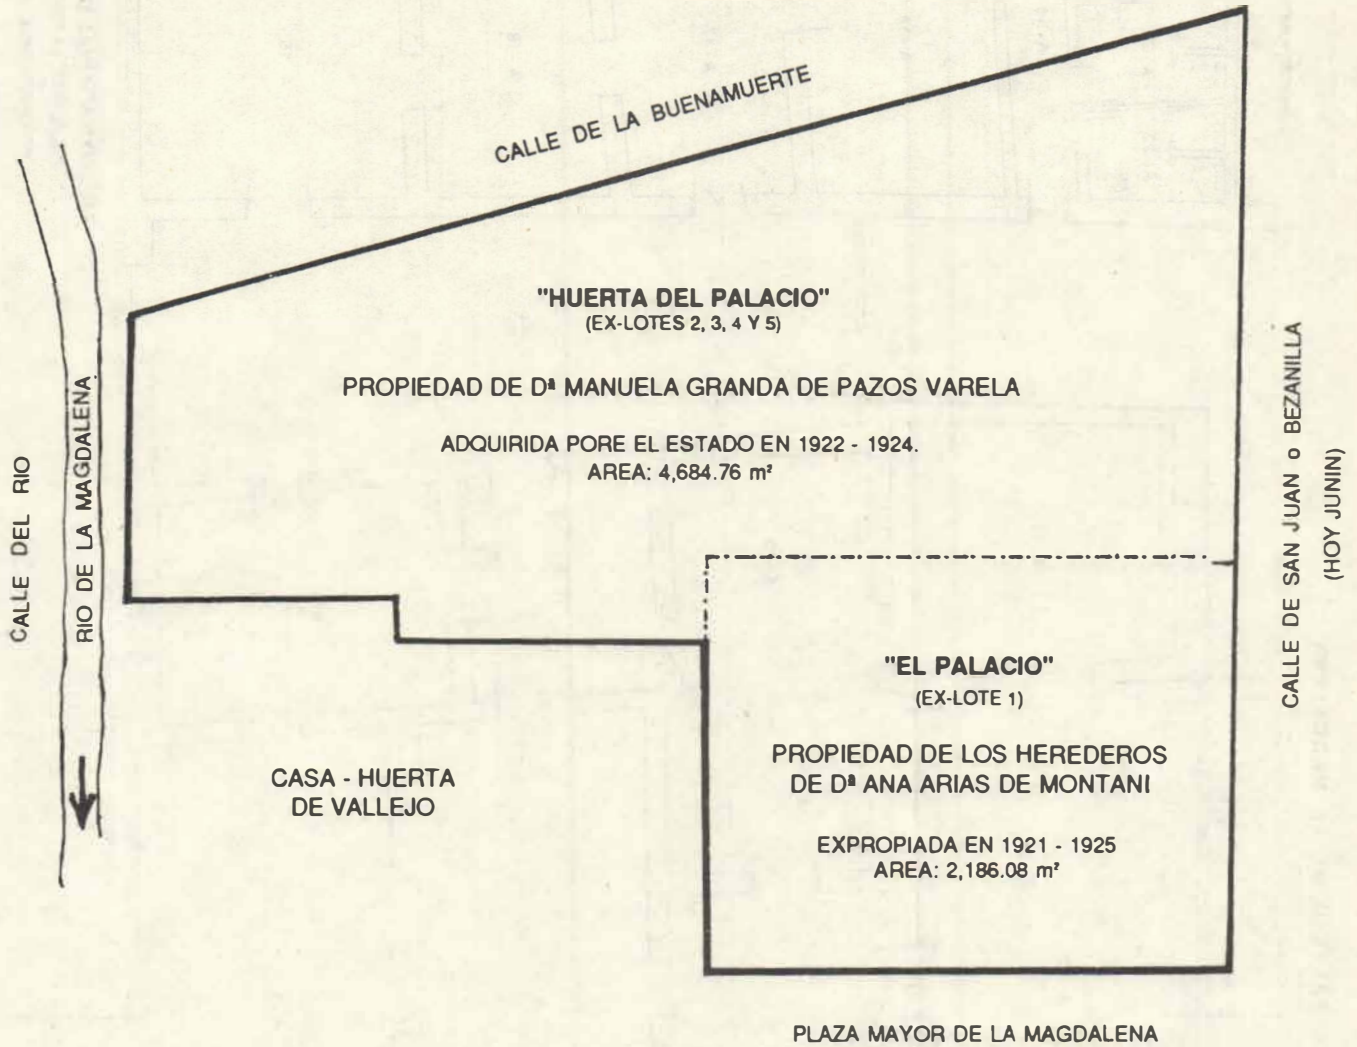 CALLE DE LA BUENAMUERTE
"HUERTA DEL PALACIO"
(EX-LOTES 2, 3, 4 Y 5)
PROPIEDAD DE Dª MANUELA GRANDA DE PAZOS VARELA
ADQUIRIDA PORE EL ESTADO EN 1922 - 1924.
AREA: 4,684.76 m²
CALLE DEL RIO
RIO DE LA MAGDALENA
CALLE DE SAN JUAN o BEZANILLA
(HOY JUNIN)
"EL PALACIO"
(EX-LOTE 1)
PROPIEDAD DE LOS HEREDEROS
DE Dª ANA ARIAS DE MONTANI
EXPROPIADA EN 1921 - 1925
AREA: 2,186.08 m²
CASA - HUERTA
DE VALLEJO
PLAZA MAYOR DE LA MAGDALENA